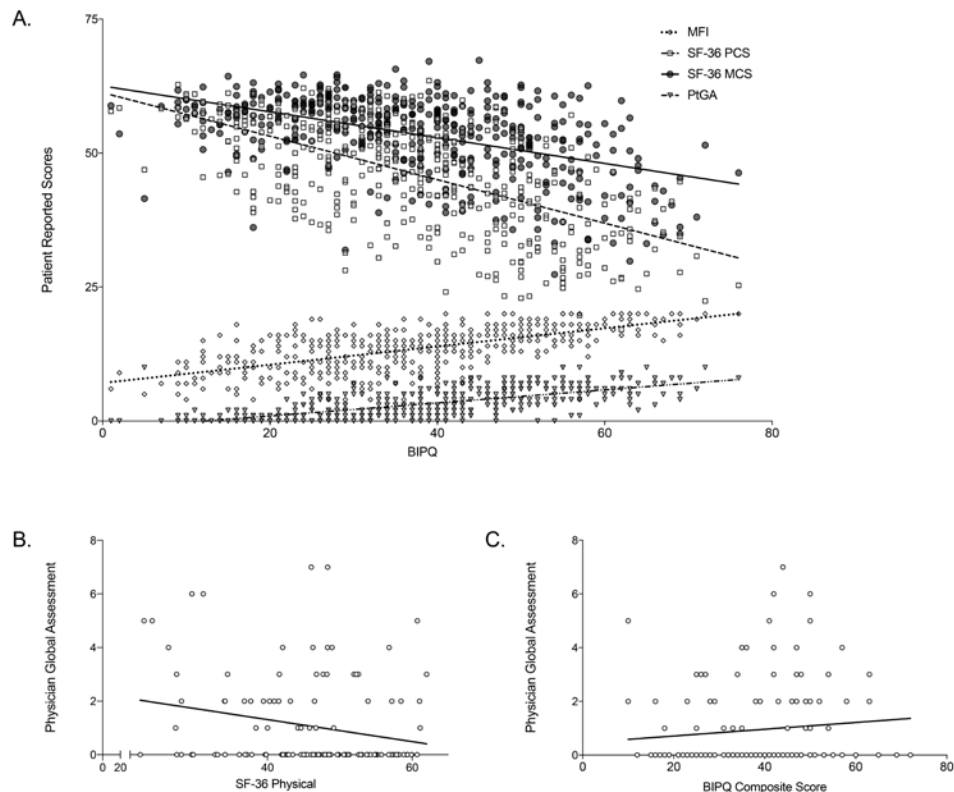 A.
75
50
25
0
Patient Reported Scores
MFI
SF-36 PCS
SF-36 MCS
PtGA
0 20 40 60 80
BIPQ
B.
8
6
4
2
0
Physician Global Assessment
20 40 60
SF-36 Physical
C.
8
6
4
2
0
Physician Global Assessment
0 20 40 60 80
BIPQ Composite Score